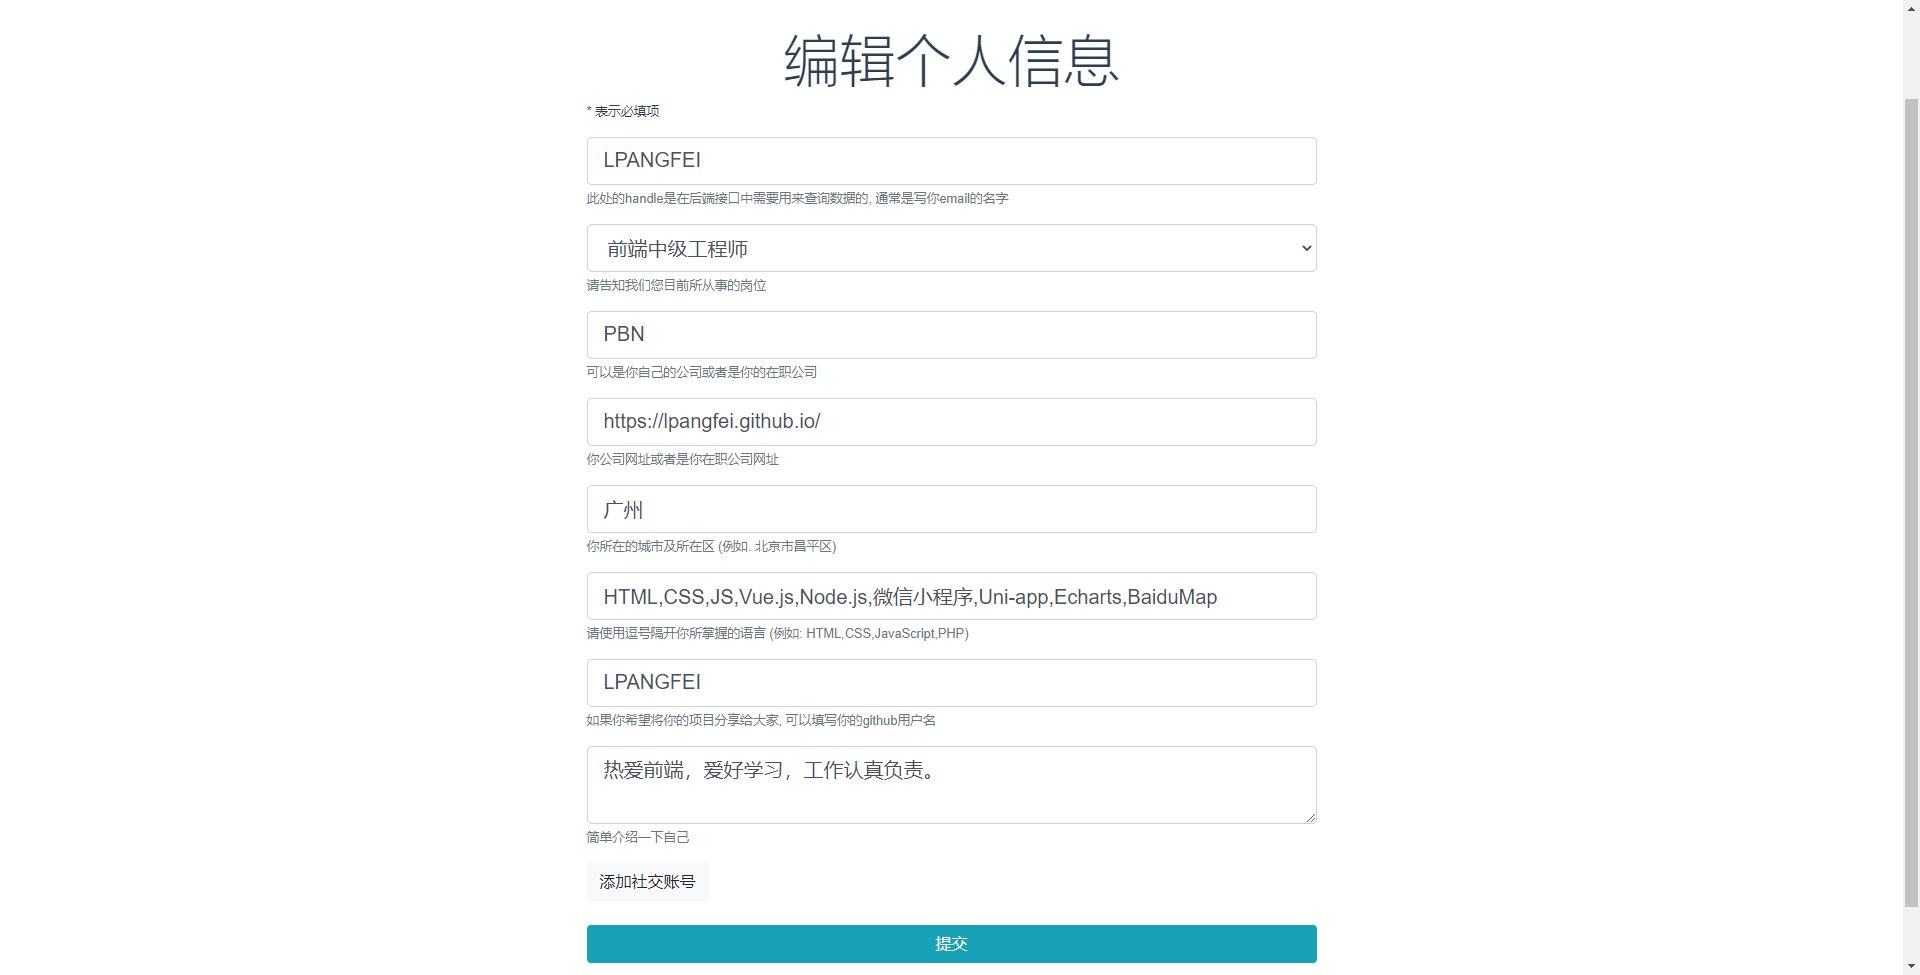 编辑个人信息
* 表示必填项
LPANGFEI
此处的handle是在后端接口中需要用来查询数据的, 通常是写你email的名字
前端中级工程师
请告知我们您目前所从事的岗位
PBN
可以是你自己的公司或者是你的在职公司
https://lpangfei.github.io/
你公司网址或者是你在职公司网址
广州
你所在的城市及所在区 (例如. 北京市昌平区)
HTML,CSS,JS,Vue.js,Node.js,微信小程序,Uni-app,Echarts,BaiduMap
请使用逗号隔开你所掌握的语言 (例如: HTML,CSS,JavaScript,PHP)
LPANGFEI
如果你希望将你的项目分享给大家, 可以填写你的github用户名
热爱前端，爱好学习，工作认真负责。
简单介绍一下自己
添加社交账号
提交